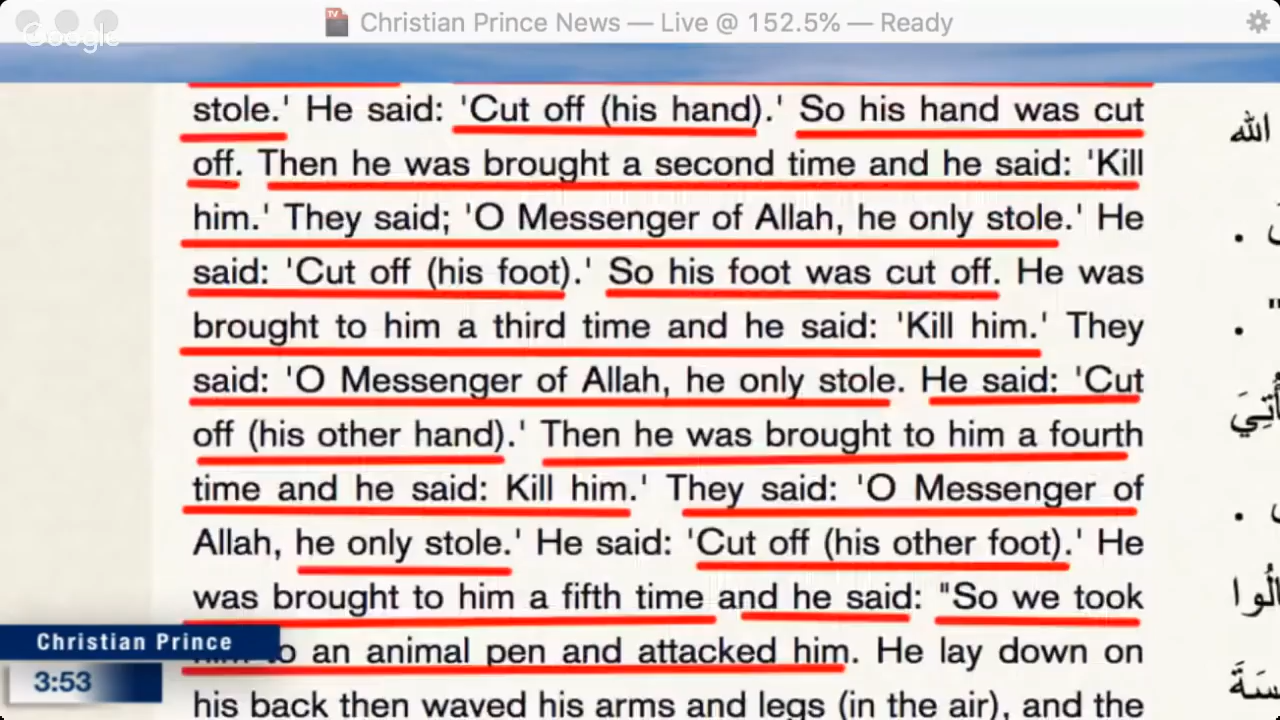 Christian Prince News — Live @ 152.5% — Ready
Google
stole.' He said: 'Cut off (his hand).' So his hand was cut
off. Then he was brought a second time and he said: 'Kill
him.' They said; 'O Messenger of Allah, he only stole.' He
said: 'Cut off (his foot).' So his foot was cut off. He was
brought to him a third time and he said: 'Kill him.' They
said: 'O Messenger of Allah, he only stole. He said: 'Cut
off (his other hand).' Then he was brought to him a fourth
time and he said: Kill him.' They said: 'O Messenger of
Allah, he only stole.' He said: 'Cut off (his other foot).' He
was brought to him a fifth time and he said: "So we took
him to an animal pen and attacked him. He lay down on
his back then waved his arms and legs (in the air), and the
الله
Christian Prince
3:53